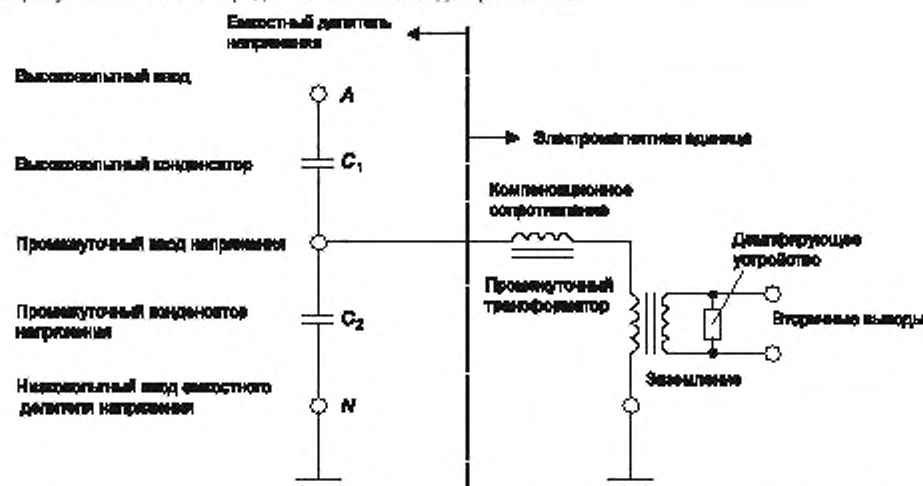 Емкостный делитель
напряжения
Высоковольтный ввод
A
Электромагнитная единица
Высоковольтный конденсатор
C1
Компенсационное
сопротивление
Промежуточный ввод напряжения
Демпфирующее
устройство
Промежуточный
трансформатор
Промежуточный конденсатор
напряжения
C2
Вторичные выводы
Заземление
Низковольтный ввод емкостного
делителя напряжения
N